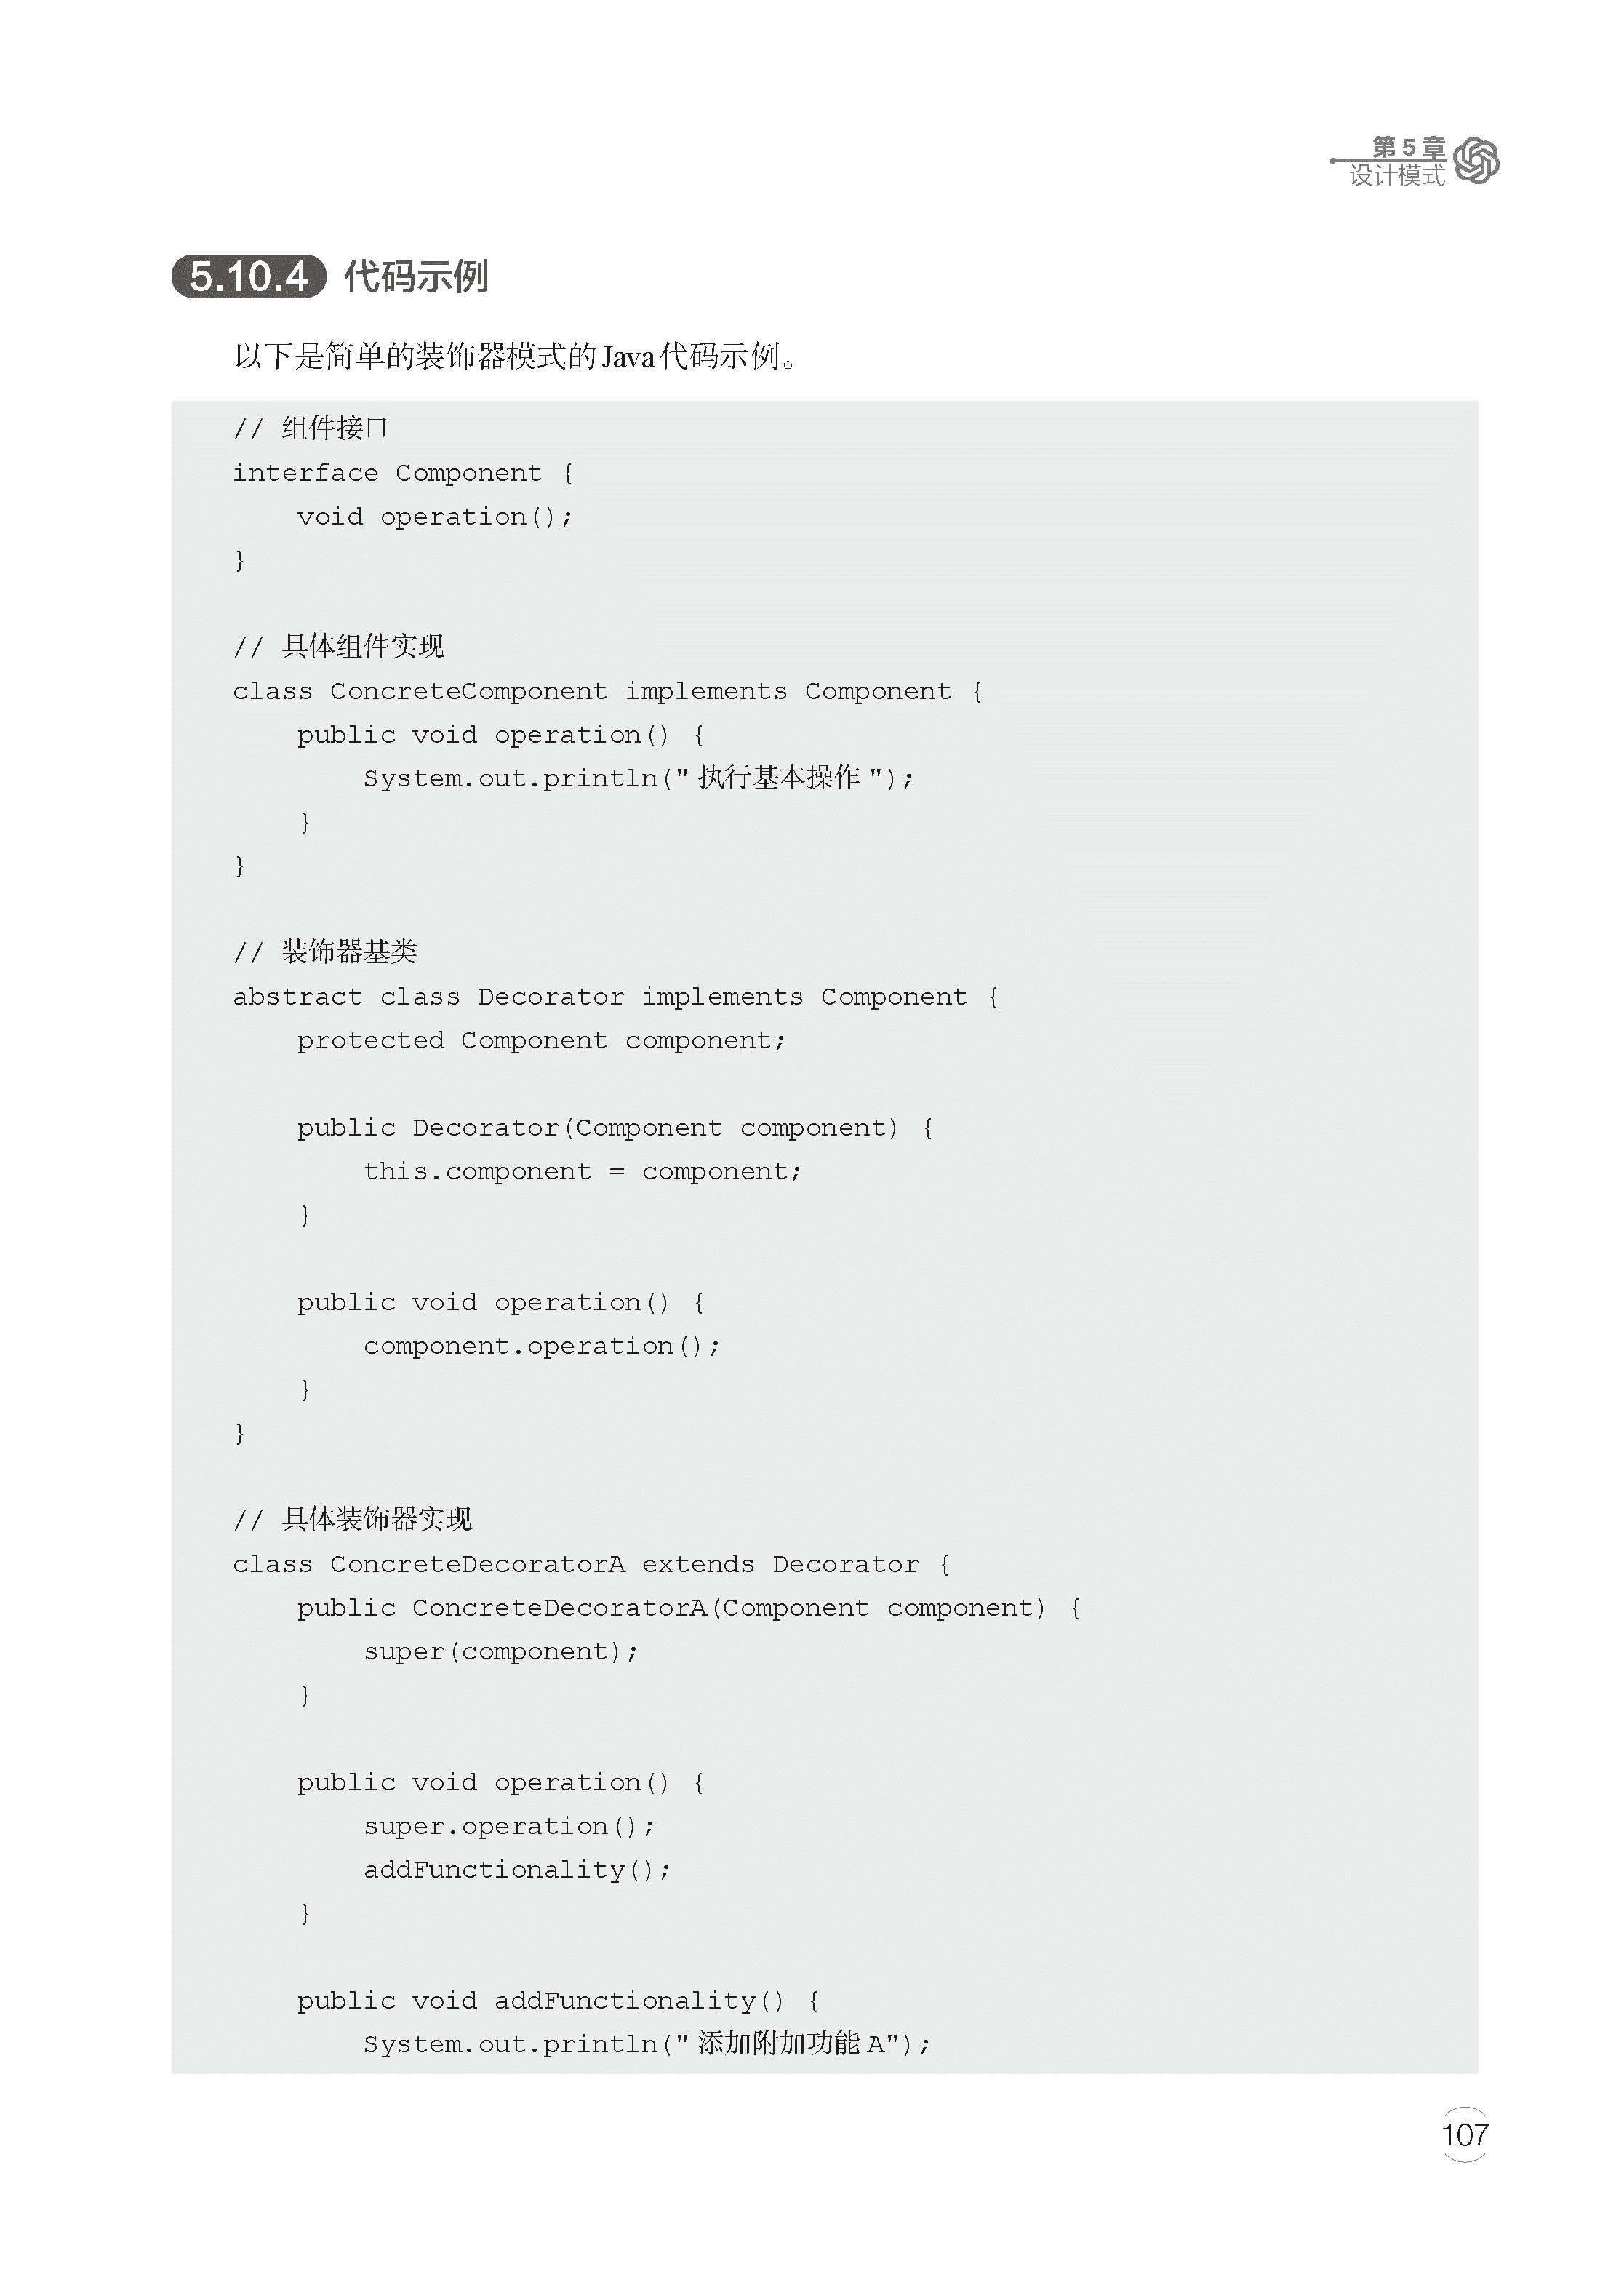 第5章
设计模式
5.10.4 代码示例
以下是简单的装饰器模式的Java代码示例。
// 组件接口
interface Component {
    void operation();
}
// 具体组件实现
class ConcreteComponent implements Component {
    public void operation() {
        System.out.println(" 执行基本操作 ");
    }
}
// 装饰器基类
abstract class Decorator implements Component {
    protected Component component;
    public Decorator(Component component) {
        this.component = component;
    }
    public void operation() {
        component.operation();
    }
}
// 具体装饰器实现
class ConcreteDecoratorA extends Decorator {
    public ConcreteDecoratorA(Component component) {
        super(component);
    }
    public void operation() {
        super.operation();
        addFunctionality();
    }
    public void addFunctionality() {
        System.out.println(" 添加附加功能 A");
107